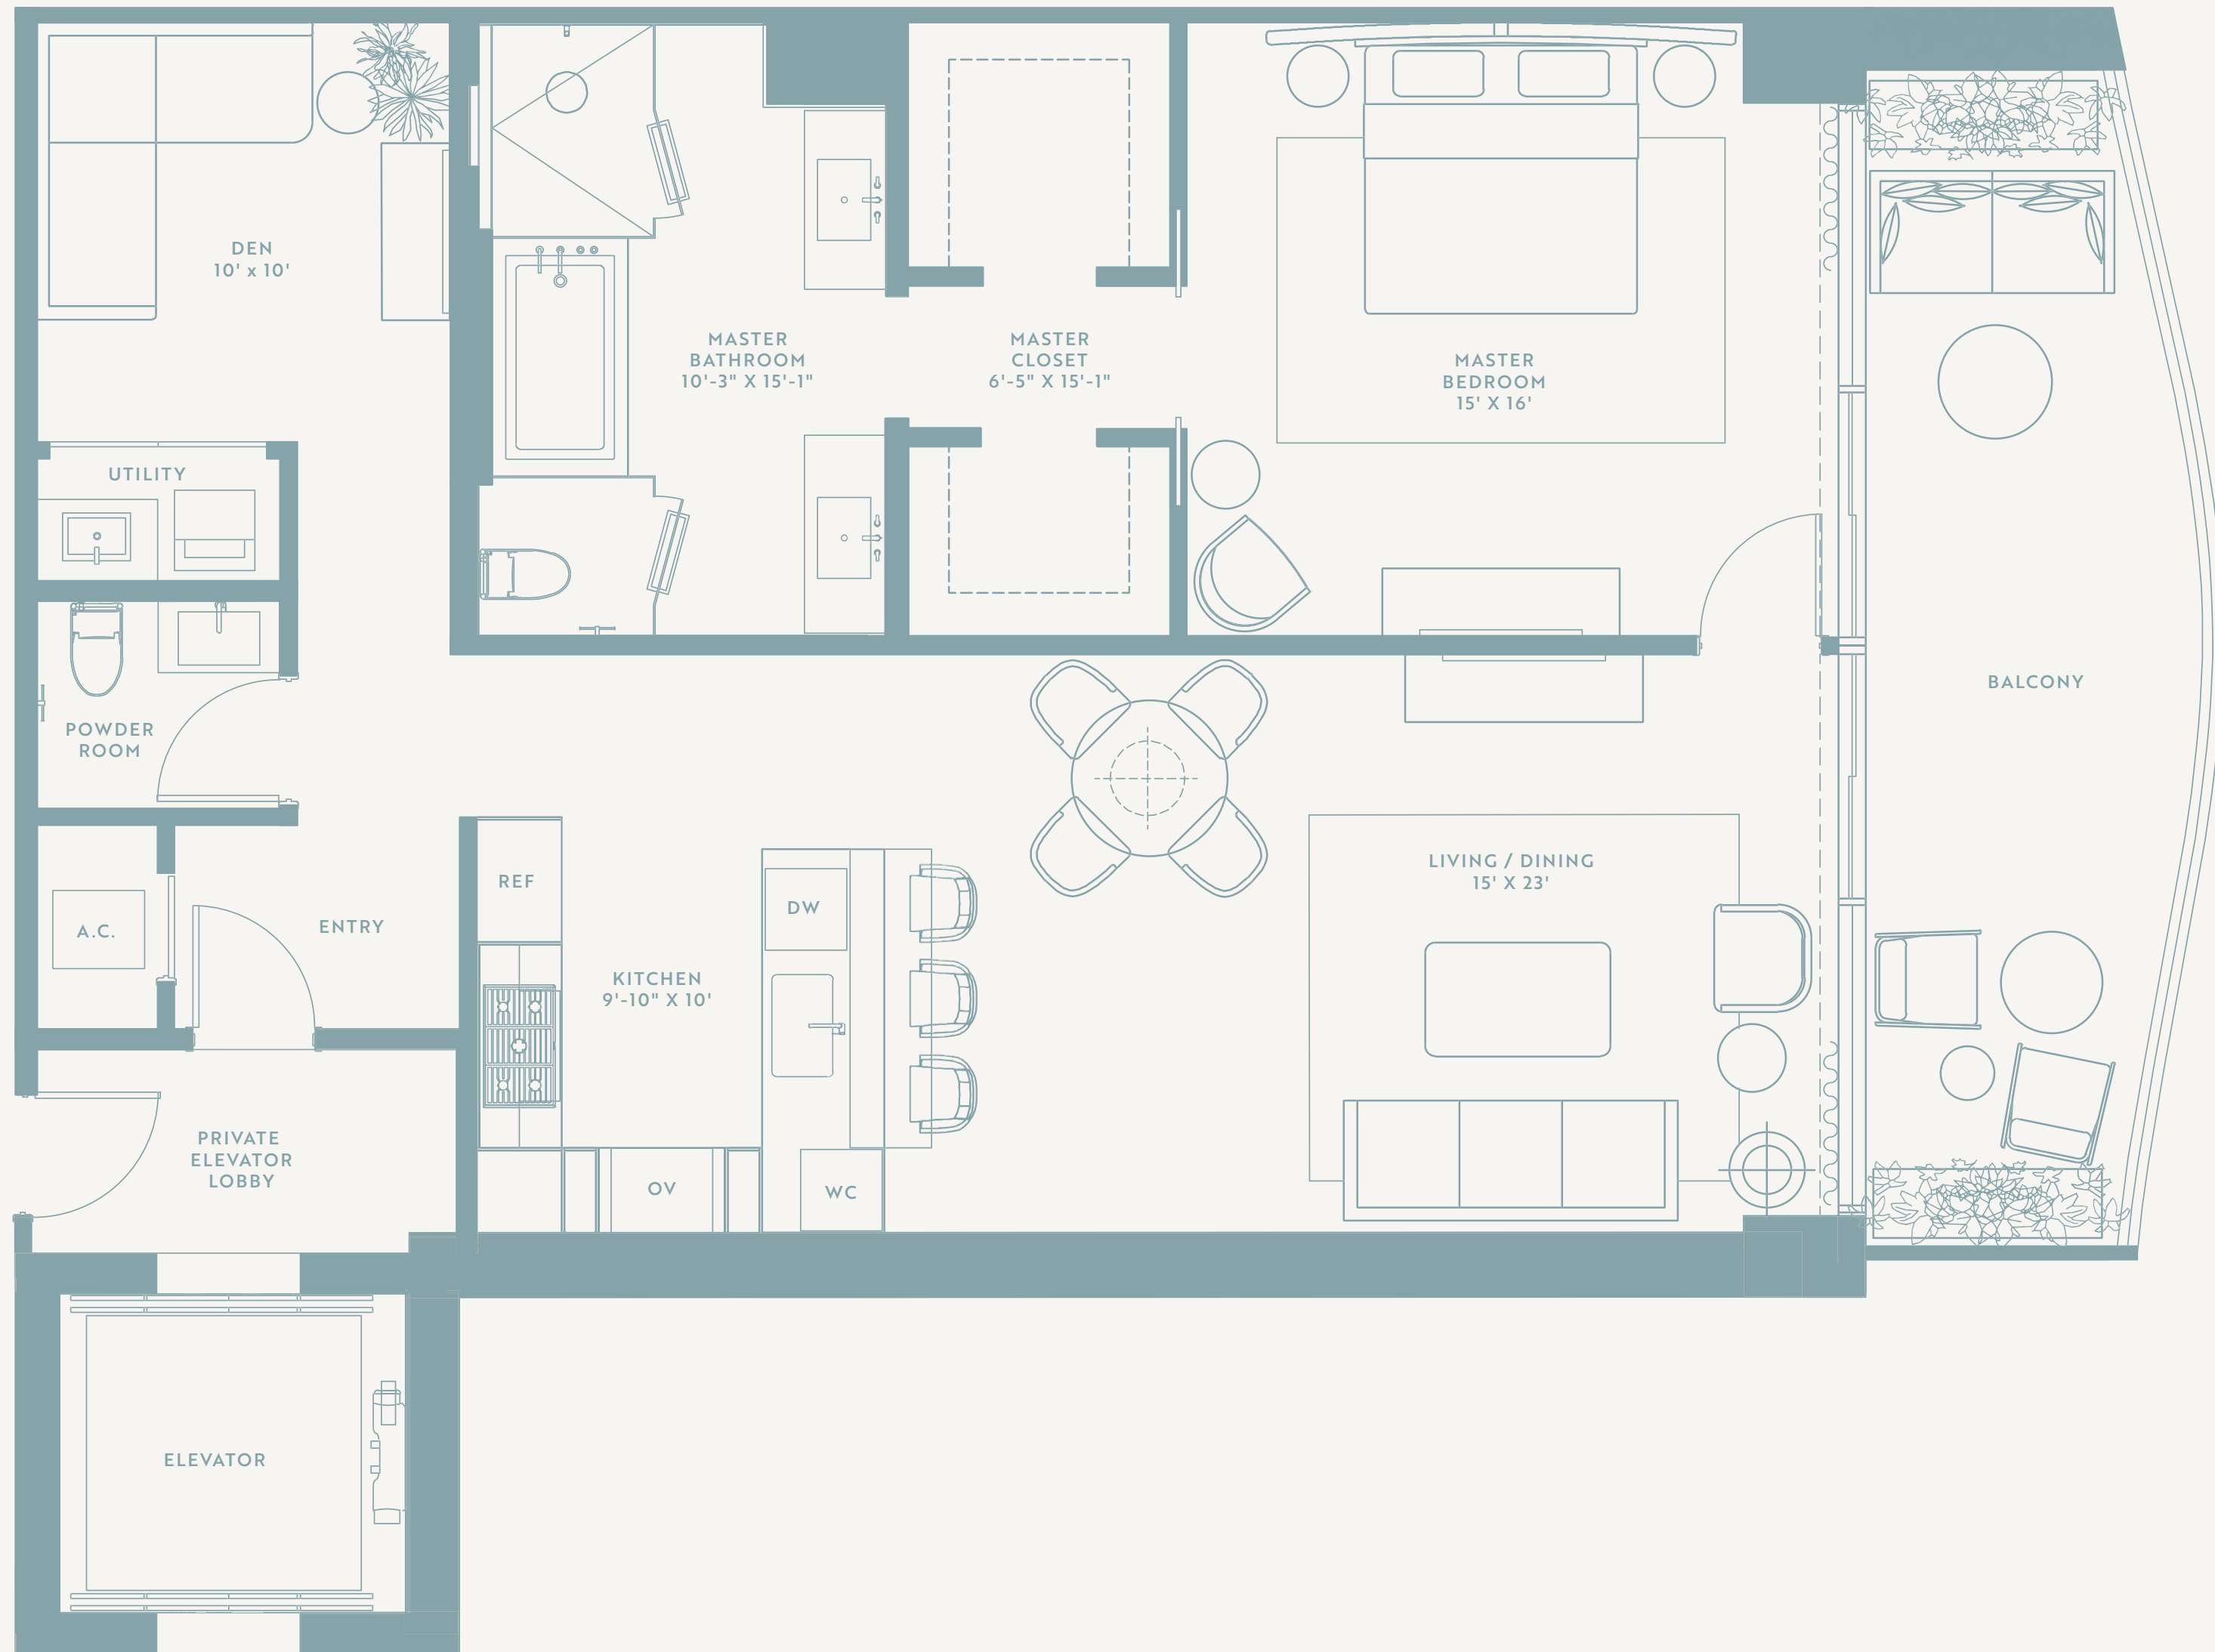 DEN
10' x 10'
MASTER
BATHROOM
10'-3" X 15'-1"
MASTER
CLOSET
6'-5" X 15'-1"
MASTER
BEDROOM
15' X 16'
UTILITY
BALCONY
POWDER
ROOM
LIVING / DINING
15' X 23'
REF
DW
A.C.
ENTRY
KITCHEN
9'-10" X 10'
PRIVATE
ELEVATOR
LOBBY
OV
WC
ELEVATOR